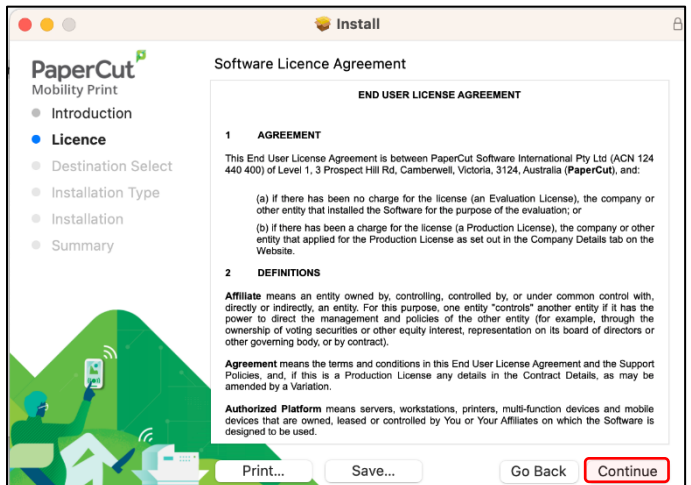 Install
PaperCut
Mobility Print
Introduction
Licence
Destination Select
Installation Type
Installation
Summary
Software Licence Agreement
END USER LICENSE AGREEMENT
1 AGREEMENT
This End User License Agreement is between PaperCut Software International Pty Ltd (ACN 124
440 400) of Level 1, 3 Prospect Hill Rd, Camberwell, Victoria, 3124, Australia (PaperCut), and:
(a) if there has been no charge for the license (an Evaluation License), the company or
other entity that installed the Software for the purpose of the evaluation; or
(b) if there has been a charge for the license (a Production License), the company or other
entity that applied for the Production License as set out in the Company Details tab on the
Website.
2 DEFINITIONS
Affiliate means an entity owned by, controlling, controlled by, or under common control with,
directly or indirectly, an entity. For this purpose, one entity "controls" another entity if it has the
power to direct the management and policies of the other entity (for example, through the
ownership of voting securities or other equity interest, representation on its board of directors or
other governing body, or by contract).
Agreement means the terms and conditions in this End User License Agreement and the Support
Policies, and, if this is a Production License any details in the Contract Details, as may be
amended by a Variation.
Authorized Platform means servers, workstations, printers, multi-function devices and mobile
devices that are owned, leased or controlled by You or Your Affiliates on which the Software is
designed to be used.
Print...
Save...
Go Back
Continue